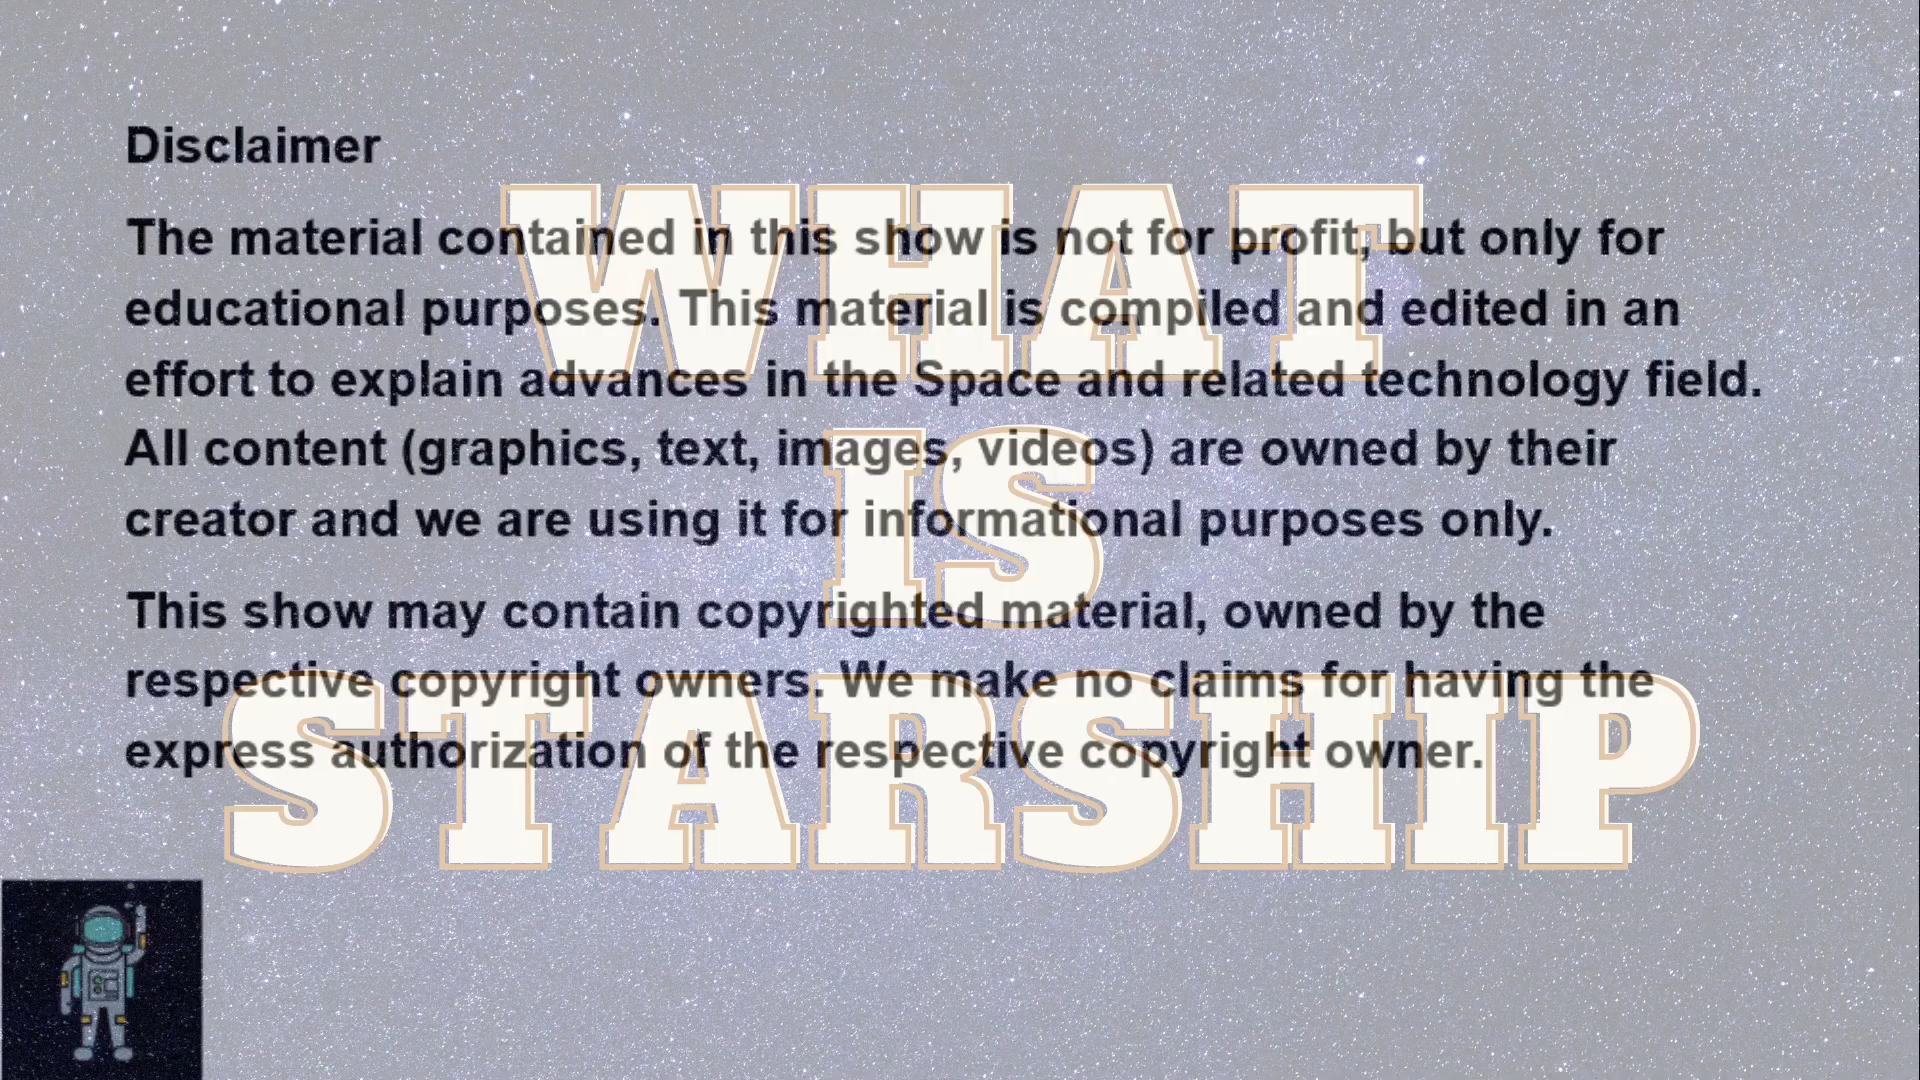 Disclaimer
The material contained in this show is not for profit, but only for
educational purposes. This material is compiled and edited in an
effort to explain advances in the Space and related technology field.
All content (graphics, text, images, videos) are owned by their
creator and we are using it for informational purposes only.
This show may contain copyrighted material, owned by the
respective copyright owners. We make no claims for having the
express authorization of the respective copyright owner.
WHAT
IS
STARSHIP